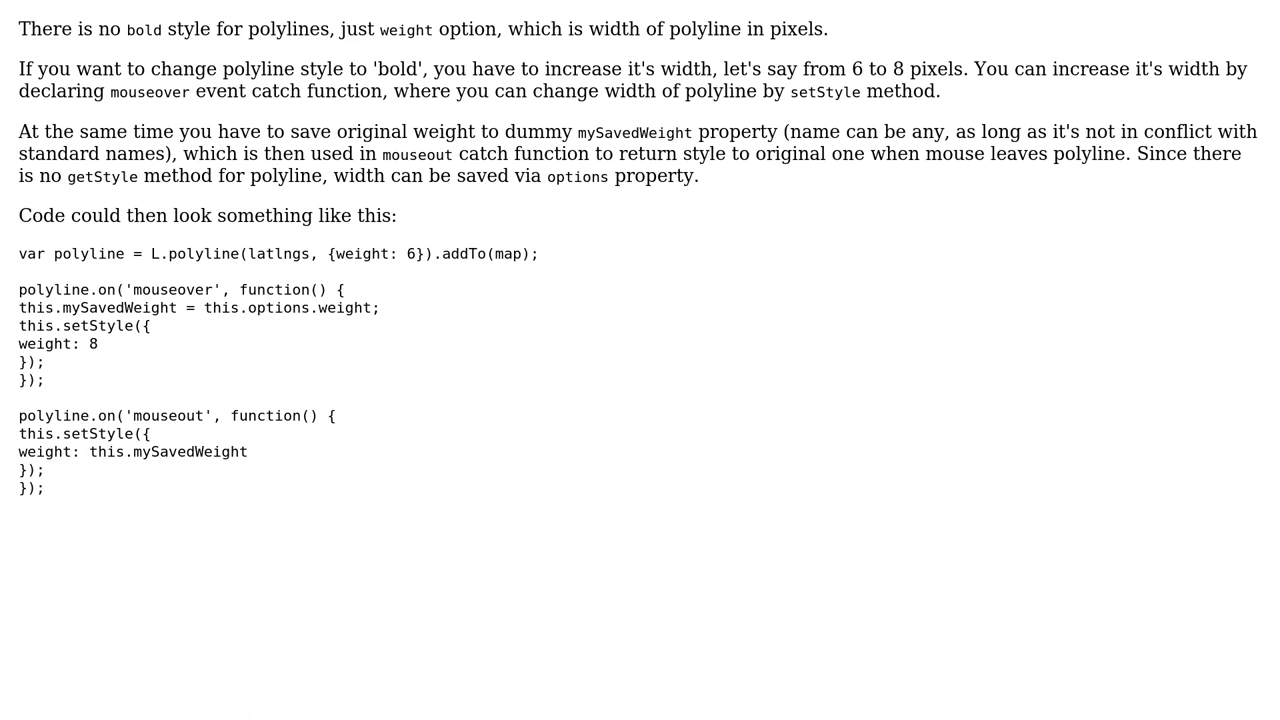 There is no bold style for polylines, just weight option, which is width of polyline in pixels.
If you want to change polyline style to 'bold', you have to increase it's width, let's say from 6 to 8 pixels. You can increase it's width by
declaring mouseover event catch function, where you can change width of polyline by setStyle method.
At the same time you have to save original weight to dummy mySavedWeight property (name can be any, as long as it's not in conflict with
standard names), which is then used in mouseout catch function to return style to original one when mouse leaves polyline. Since there
is no getStyle method for polyline, width can be saved via options property.
Code could then look something like this:
var polyline = L.polyline(latlngs, {weight: 6}).addTo(map);
polyline.on('mouseover', function() {
this.mySavedWeight = this.options.weight;
this.setStyle({
weight: 8
});
});
polyline.on('mouseout', function() {
this.setStyle({
weight: this.mySavedWeight
});
});